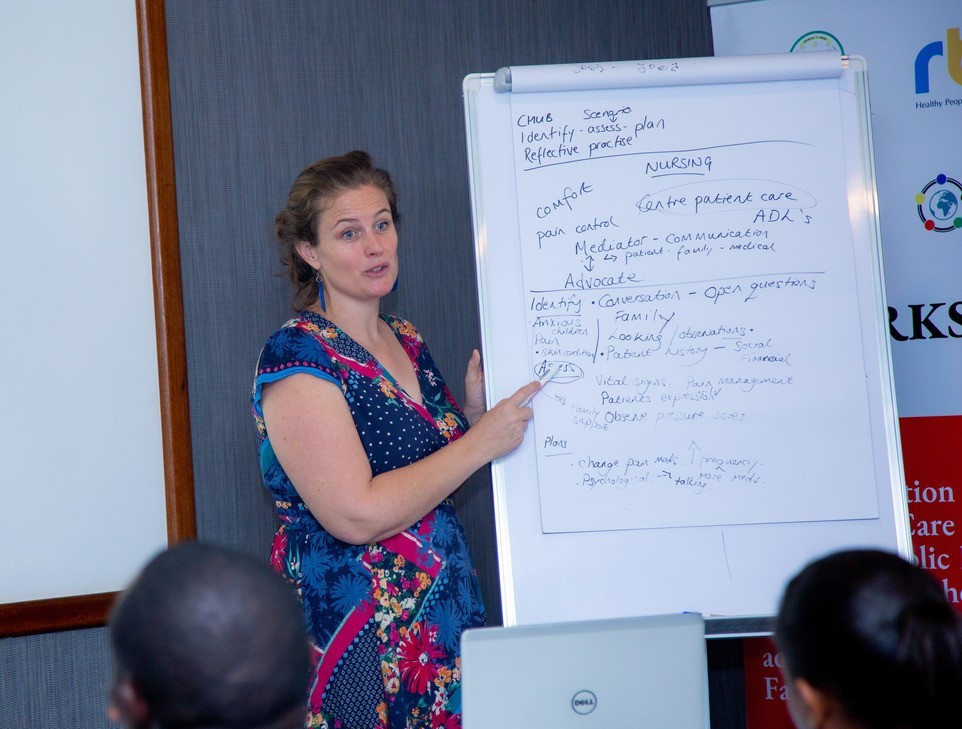 CHUB Scenario
Identify - assess - plan
Reflective practise
NURSING
comfort
Centre patient care
ADL's
pain control
Mediator - communication
patient - family - medical
Advocate
Identify • Conversation - Open questions
Anxious
children
Family
Pain
Looking / observations •
• Skin condition
• Patient history - Social
Financial
Assess
Vital signs Pain management
Patients expression
Family
support
Observe pressure sores
Plans
• change pain meds. frequency.
more meds.
• Psychological → talking.
DELL
Healthy Peop
RKS
tion
Care
blic
ac
Fa